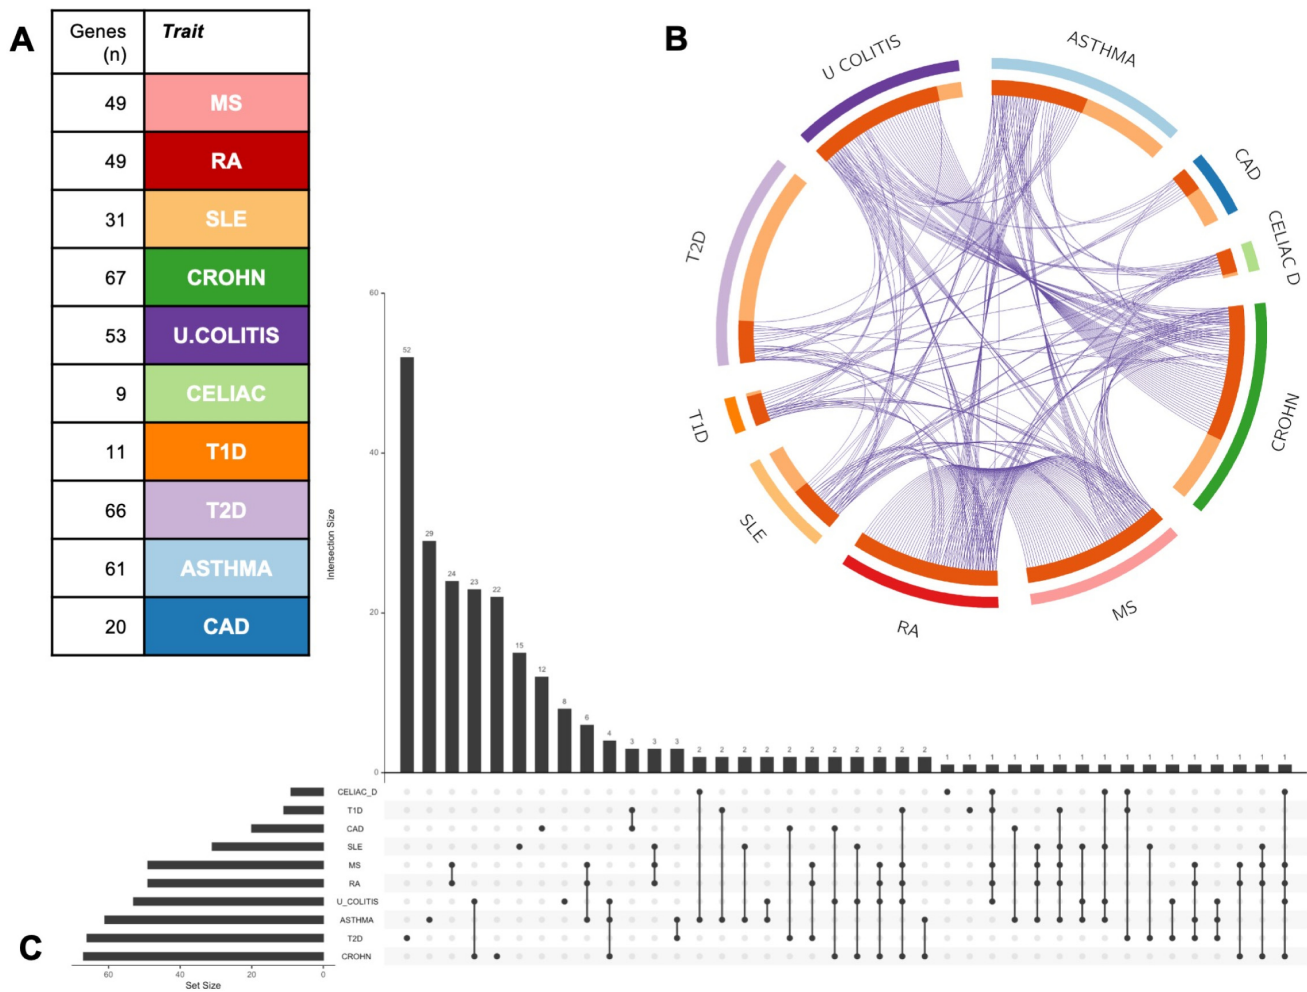 A
Genes (n)
Trait
49 MS
49 RA
31 SLE
67 CROHN
53 U.COLITIS
9 CELIAC
11 T1D
66 T2D
61 ASTHMA
20 CAD
B
U COLITIS
ASTHMA
CAD
CELIAC D
CROHN
MS
RA
SLE
T1D
T2D
C
Intersection Size
60
40
20
0
52 29 24 23 22 15 12 8 6 4 3 3 3 2 2 2 2 2 2 2 2 2 2 2 1 1 1 1 1 1 1 1 1 1 1 1 1 1 1 1
CELIAC_D
T1D
CAD
SLE
MS
RA
U_COLITIS
ASTHMA
T2D
CROHN
60 40 20 0
Set Size